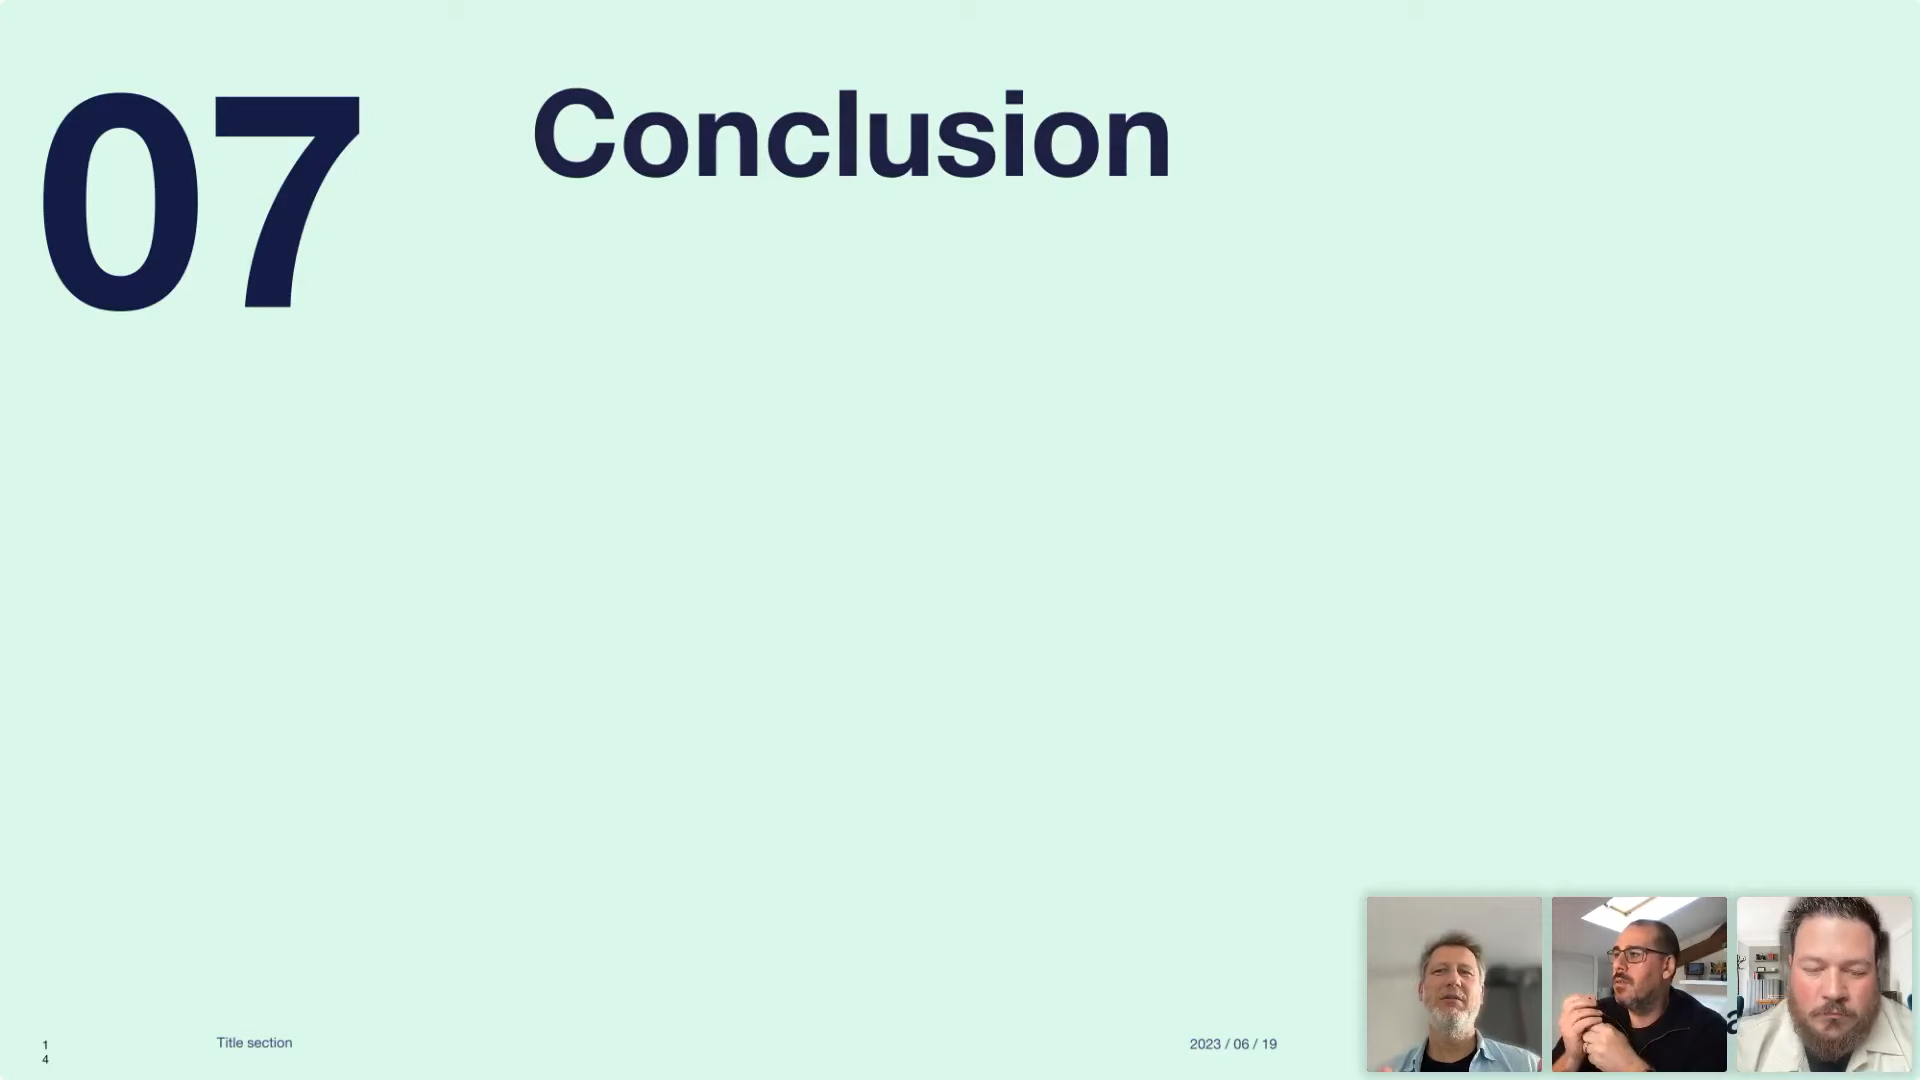 07
Conclusion
1
4
Title section
2023 / 06 / 19